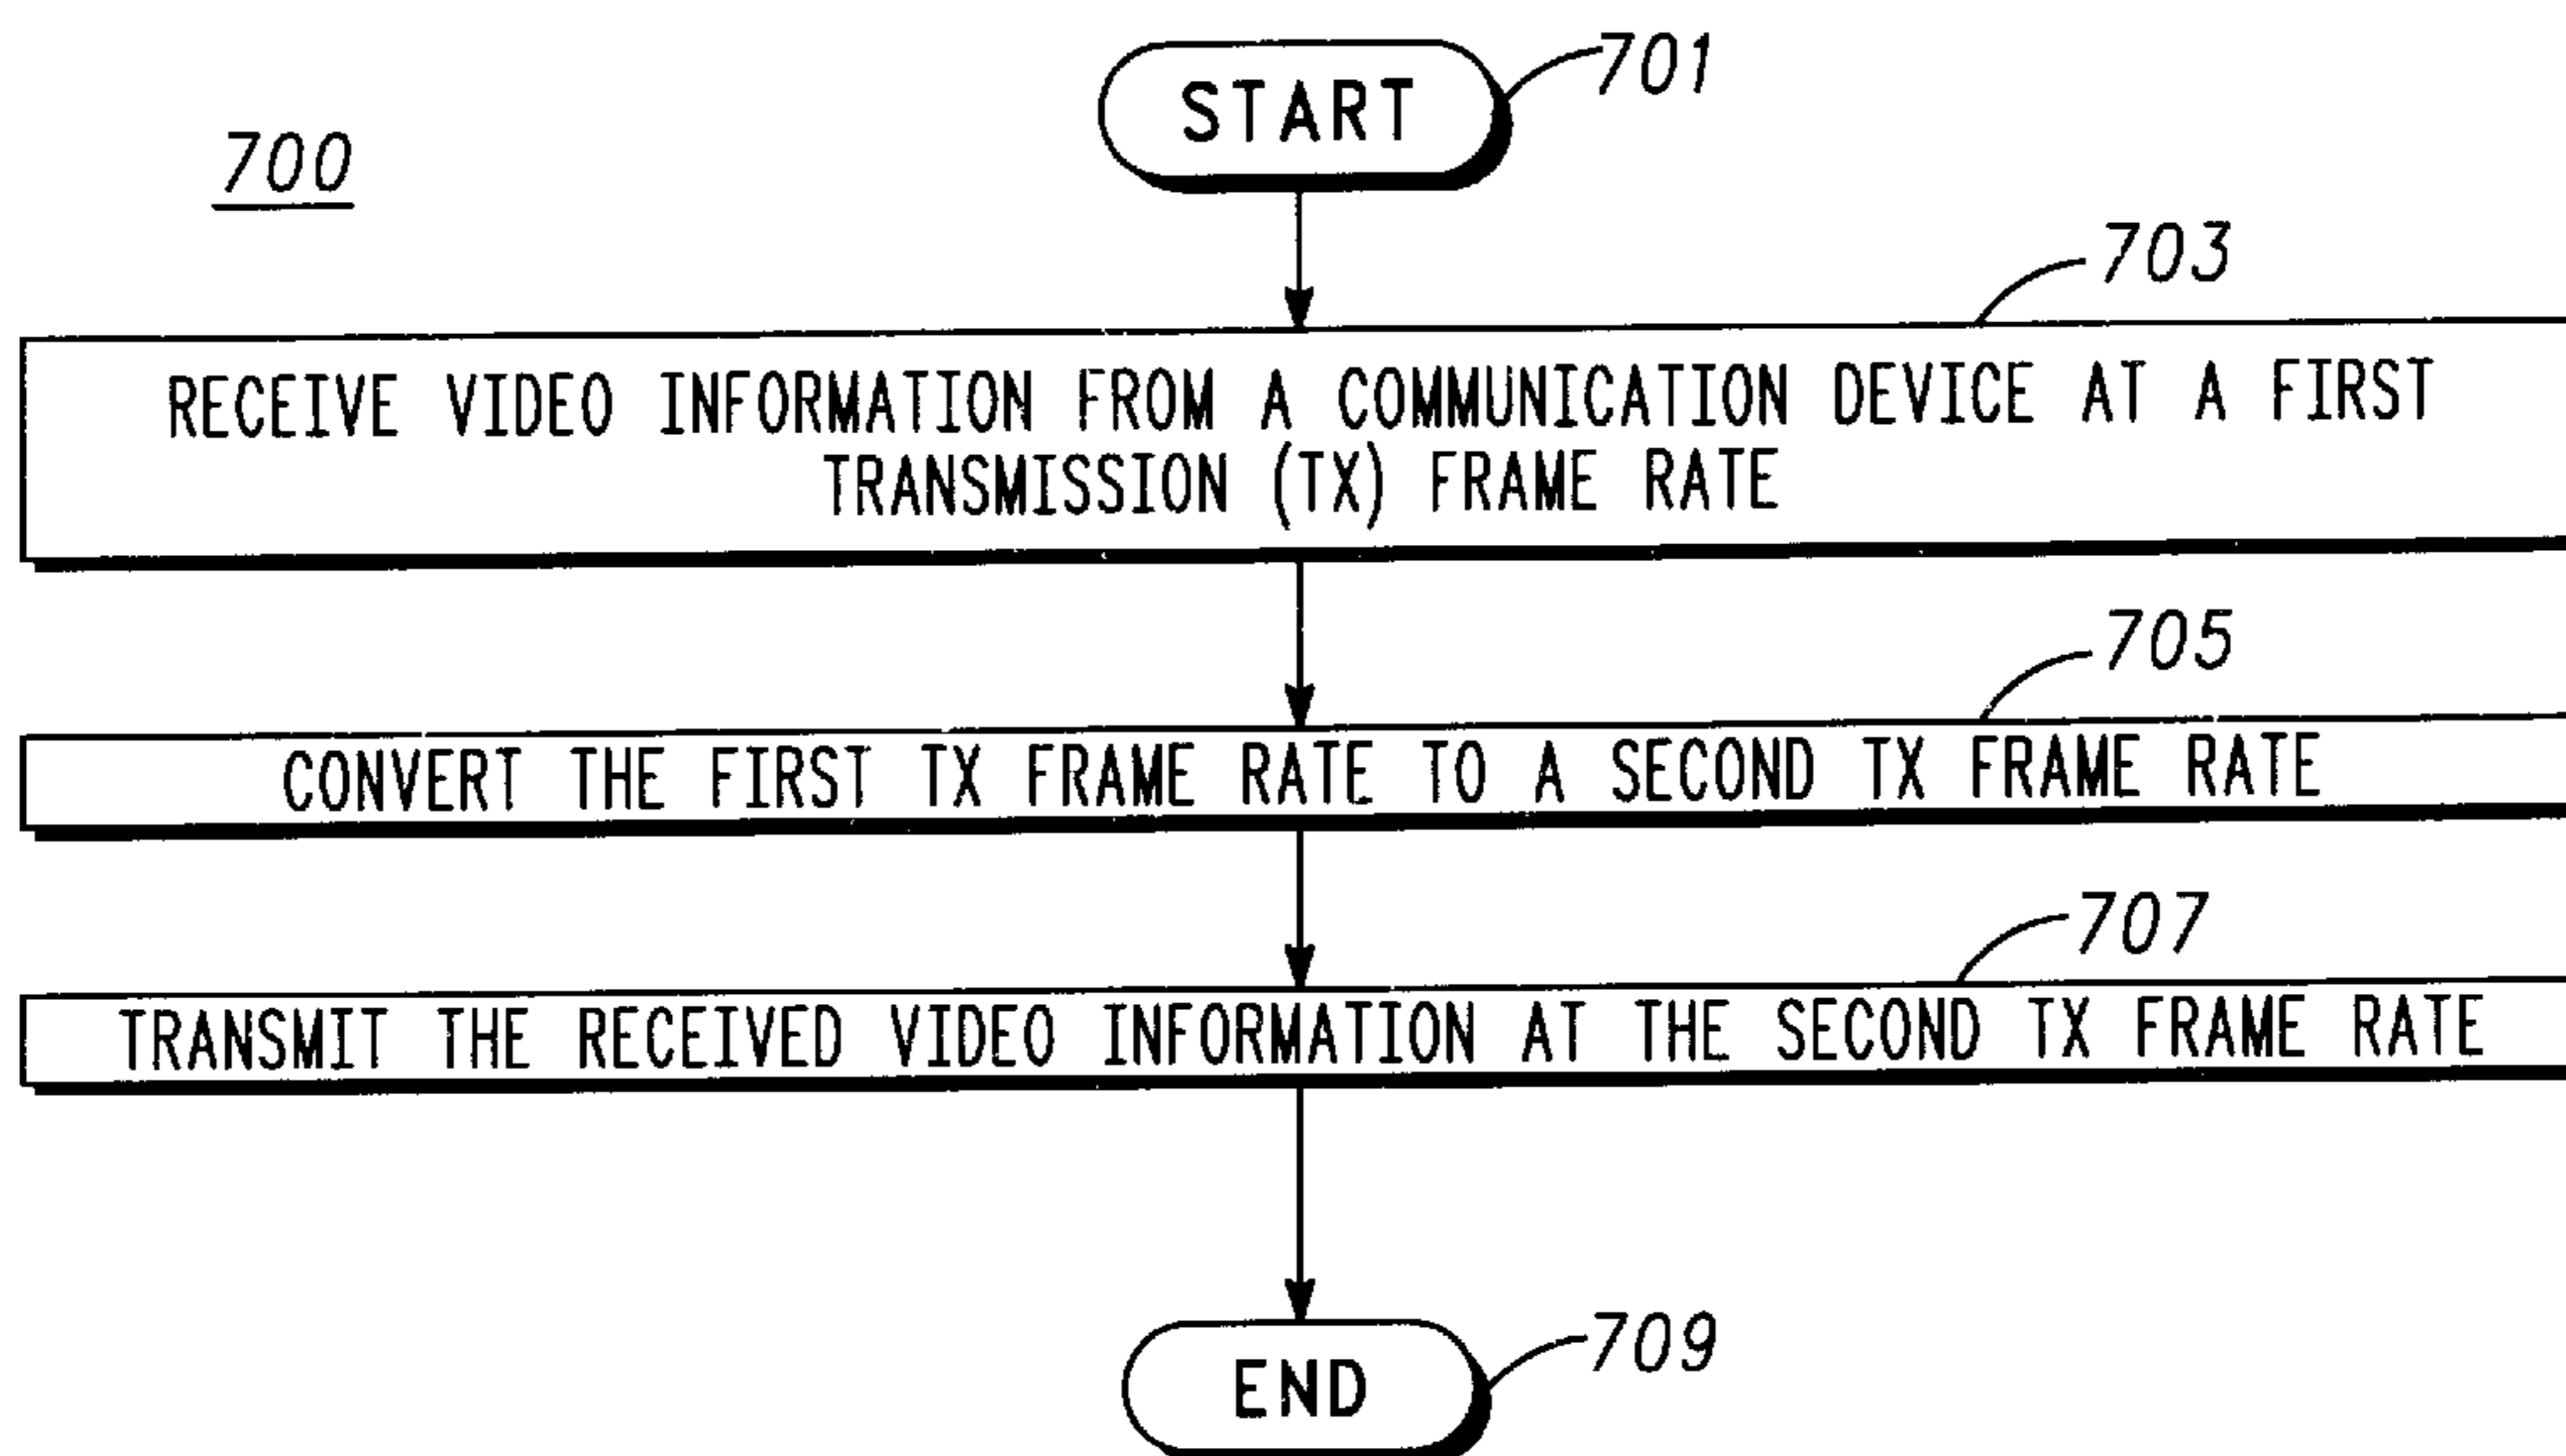 START
701
700
703
RECEIVE VIDEO INFORMATION FROM A COMMUNICATION DEVICE AT A FIRST
TRANSMISSION (TX) FRAME RATE
705
CONVERT THE FIRST TX FRAME RATE TO A SECOND TX FRAME RATE
707
TRANSMIT THE RECEIVED VIDEO INFORMATION AT THE SECOND TX FRAME RATE
END
709